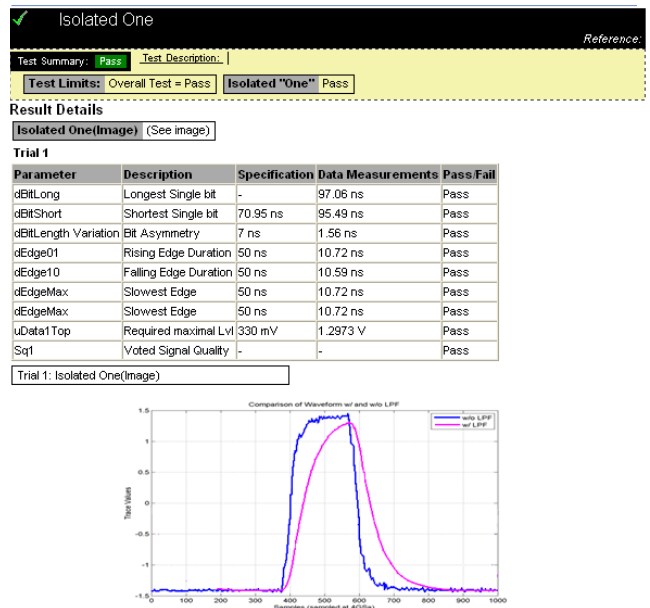 Isolated One
Reference:
Test Summary: Pass Test Description:
Test Limits: Overall Test = Pass Isolated "One" Pass
Result Details
Isolated One(Image) (See image)
Trial 1
Parameter Description Specification Data Measurements Pass/Fail
dBitLong Longest Single bit - 97.06 ns Pass
dBitShort Shortest Single bit 70.95 ns 95.49 ns Pass
dBitLength Variation Bit Asymmetry 7 ns 1.56 ns Pass
dEdge01 Rising Edge Duration 50 ns 10.72 ns Pass
dEdge10 Falling Edge Duration 50 ns 10.59 ns Pass
dEdgeMax Slowest Edge 50 ns 10.72 ns Pass
dEdgeMax Slowest Edge 50 ns 10.72 ns Pass
uData1Top Required maximal Lvl 330 mV 1.2973 V Pass
Sq1 Voted Signal Quality - - Pass
Trial 1: Isolated One(Image)
Comparison of Waveform w/ and w/o LPF
w/o LPF
w/ LPF
1.5
1
0.5
0
-0.5
-1
-1.5
Trace Values
0 100 200 300 400 500 600 700 800 900 1000
Samples (sampled at 4GSa)